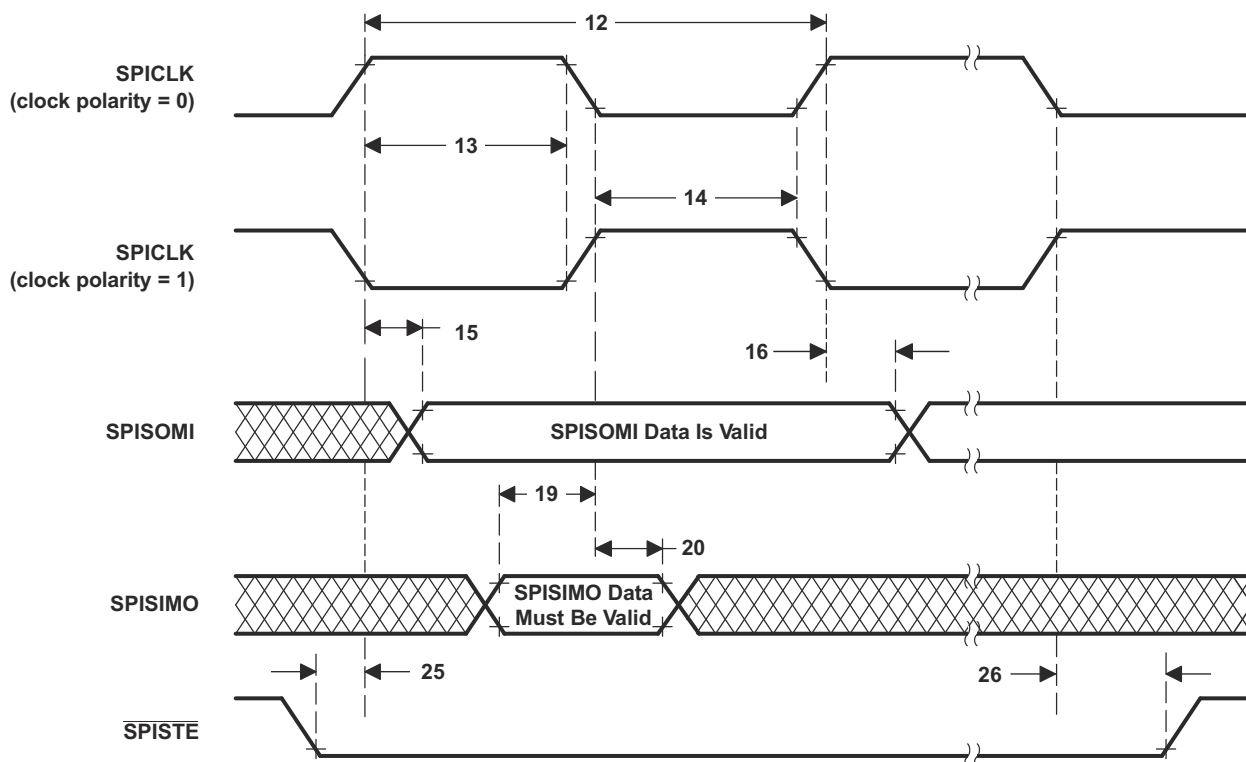 12
SPICLK
(clock polarity = 0)
13
14
SPICLK
(clock polarity = 1)
15
16
SPISOMI
SPISOMI Data Is Valid
19
20
SPISIMO
SPISIMO Data
Must Be Valid
25
26
SPISTE